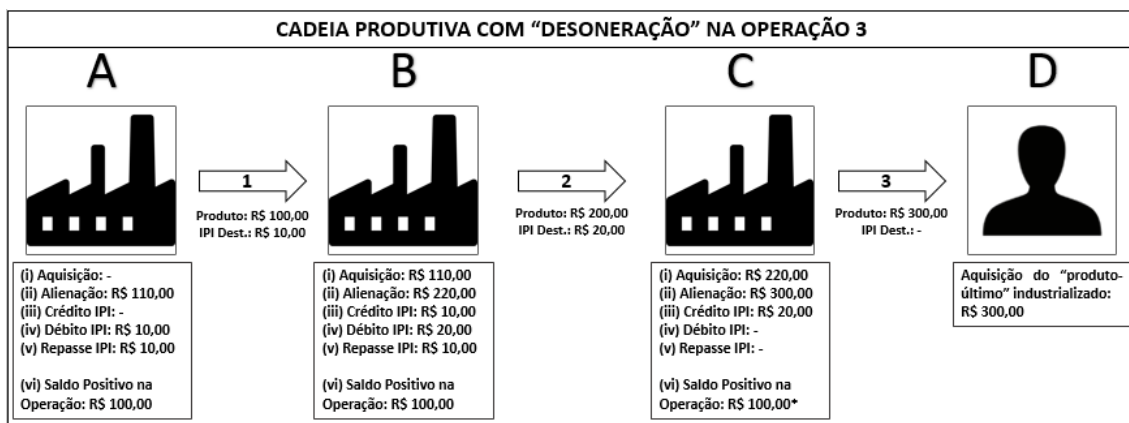 CADEIA PRODUTIVA COM “DESONERAÇÃO” NA OPERAÇÃO 3
A
B
C
D
1
Produto: R$ 100,00
IPI Dest.: R$ 10,00
2
Produto: R$ 200,00
IPI Dest.: R$ 20,00
3
Produto: R$ 300,00
IPI Dest.: -
(i) Aquisição: -
(ii) Alienação: R$ 110,00
(iii) Crédito IPI: -
(iv) Débito IPI: R$ 10,00
(v) Repasse IPI: R$ 10,00
(vi) Saldo Positivo na
Operação: R$ 100,00
(i) Aquisição: R$ 110,00
(ii) Alienação: R$ 220,00
(iii) Crédito IPI: R$ 10,00
(iv) Débito IPI: R$ 20,00
(v) Repasse IPI: R$ 10,00
(vi) Saldo Positivo na
Operação: R$ 100,00
(i) Aquisição: R$ 220,00
(ii) Alienação: R$ 300,00
(iii) Crédito IPI: R$ 20,00
(iv) Débito IPI: -
(v) Repasse IPI: -
(vi) Saldo Positivo na
Operação: R$ 100,00*
Aquisição do “produto-
último” industrializado:
R$ 300,00